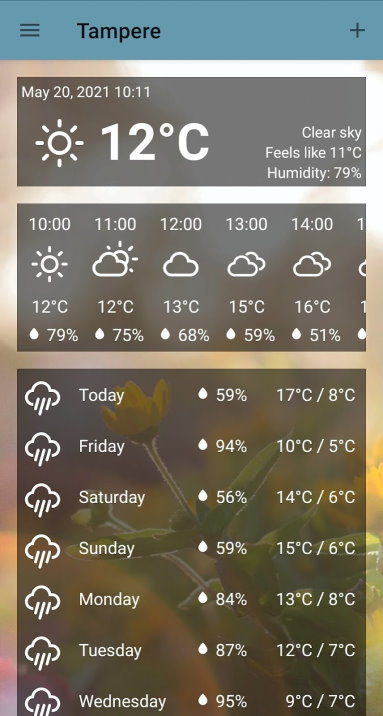 Tampere
May 20, 2021 10:11
12°C
Clear sky
Feels like 11°C
Humidity: 79%
10:00 11:00 12:00 13:00 14:00 1
12°C 12°C 13°C 15°C 16°C 1
79% 75% 68% 59% 51%
Today 59% 17°C / 8°C
Friday 94% 10°C / 5°C
Saturday 56% 14°C / 6°C
Sunday 59% 15°C / 6°C
Monday 84% 13°C / 8°C
Tuesday 87% 12°C / 7°C
Wednesday 95% 9°C / 7°C